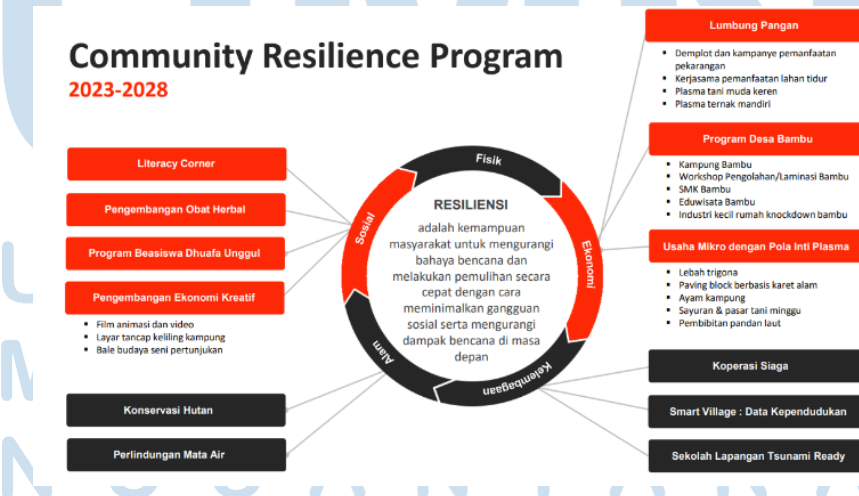 Community Resilience Program
2023-2028
Literacy Corner
Pengembangan Obat Herbal
Program Beasiswa Dhuafa Unggul
Pengembangan Ekonomi Kreatif
▪ Film animasi dan video
▪ Layar tancap keliling kampung
▪ Bale budaya seni pertunjukan
Konservasi Hutan
Perlindungan Mata Air
Fisik
Sosial
Ekonomi
Alam
Kelembagaan
RESILIENSI
adalah kemampuan
masyarakat untuk mengurangi
bahaya bencana dan
melakukan pemulihan secara
cepat dengan cara
meminimalkan gangguan
sosial serta mengurangi
dampak bencana di masa
depan
Lumbung Pangan
▪ Demplot dan kampanye pemanfaatan
pekarangan
▪ Kerjasama pemanfaatan lahan tidur
▪ Plasma tani muda keren
▪ Plasma ternak mandiri
Program Desa Bambu
▪ Kampung Bambu
▪ Workshop Pengolahan/Laminasi Bambu
▪ SMK Bambu
▪ Eduwisata Bambu
▪ Industri kecil rumah knockdown bambu
Usaha Mikro dengan Pola Inti Plasma
▪ Lebah trigona
▪ Paving block berbasis karet alam
▪ Ayam kampung
▪ Sayuran & pasar tani minggu
▪ Pembibitan pandan laut
Koperasi Siaga
Smart Village : Data Kependudukan
Sekolah Lapangan Tsunami Ready